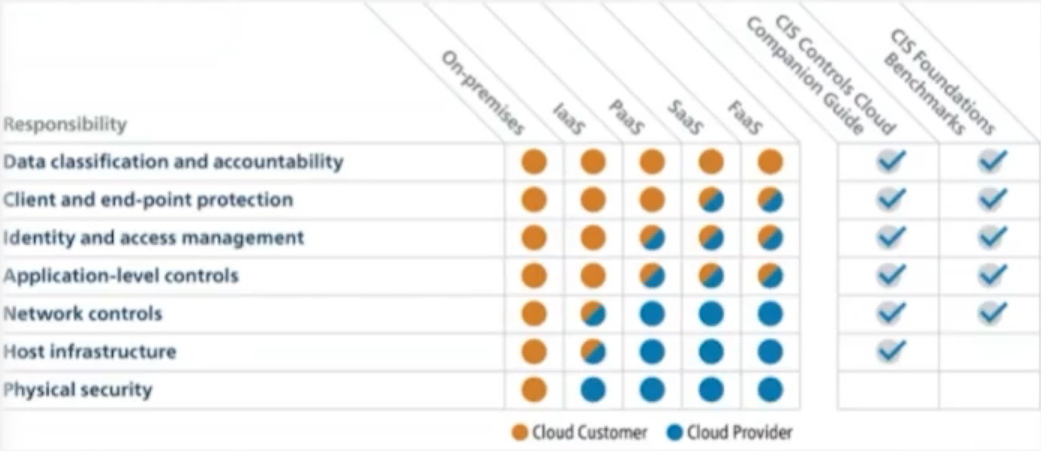 On-premises
IaaS
PaaS
SaaS
FaaS
CIS Controls Cloud
Companion Guide
CIS Foundations
Benchmarks
Responsibility
Data classification and accountability
Client and end-point protection
Identity and access management
Application-level controls
Network controls
Host infrastructure
Physical security
Cloud Customer
Cloud Provider